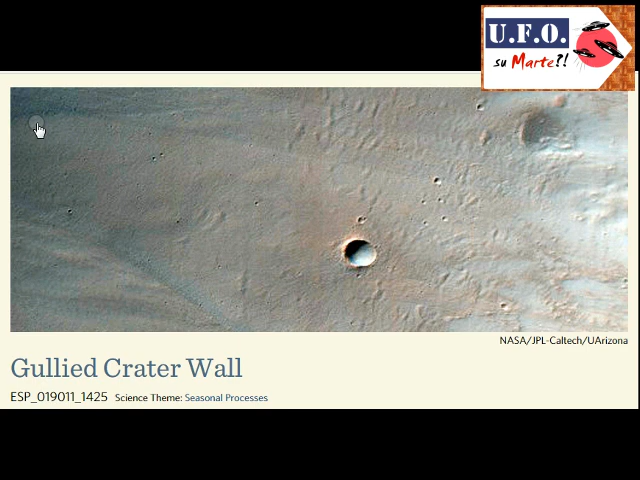 U.F.O.
su Marte?!
NASA/JPL-Caltech/UArizona
Gullied Crater Wall
ESP_019011_1425 Science Theme: Seasonal Processes